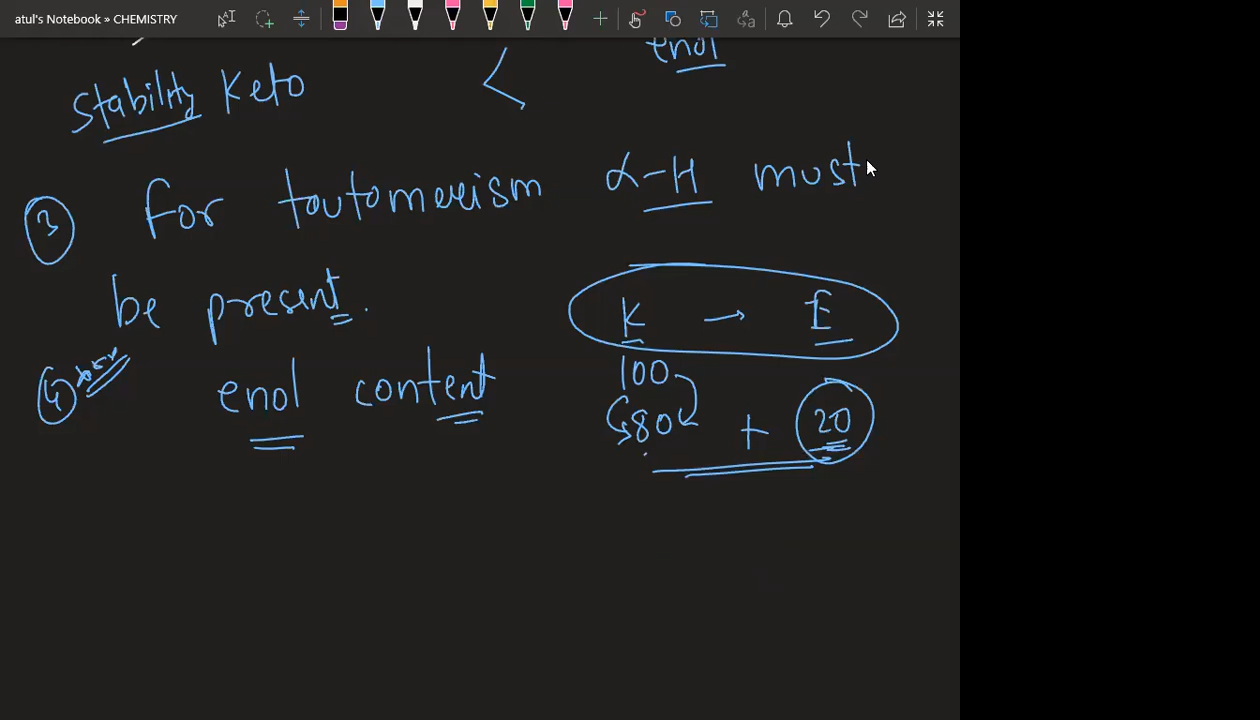 atul's Notebook » CHEMISTRY
enol
Stability Keto <
③ For tautomerism α-H must
be present.
K → E
100
④ enol content
80 + 20